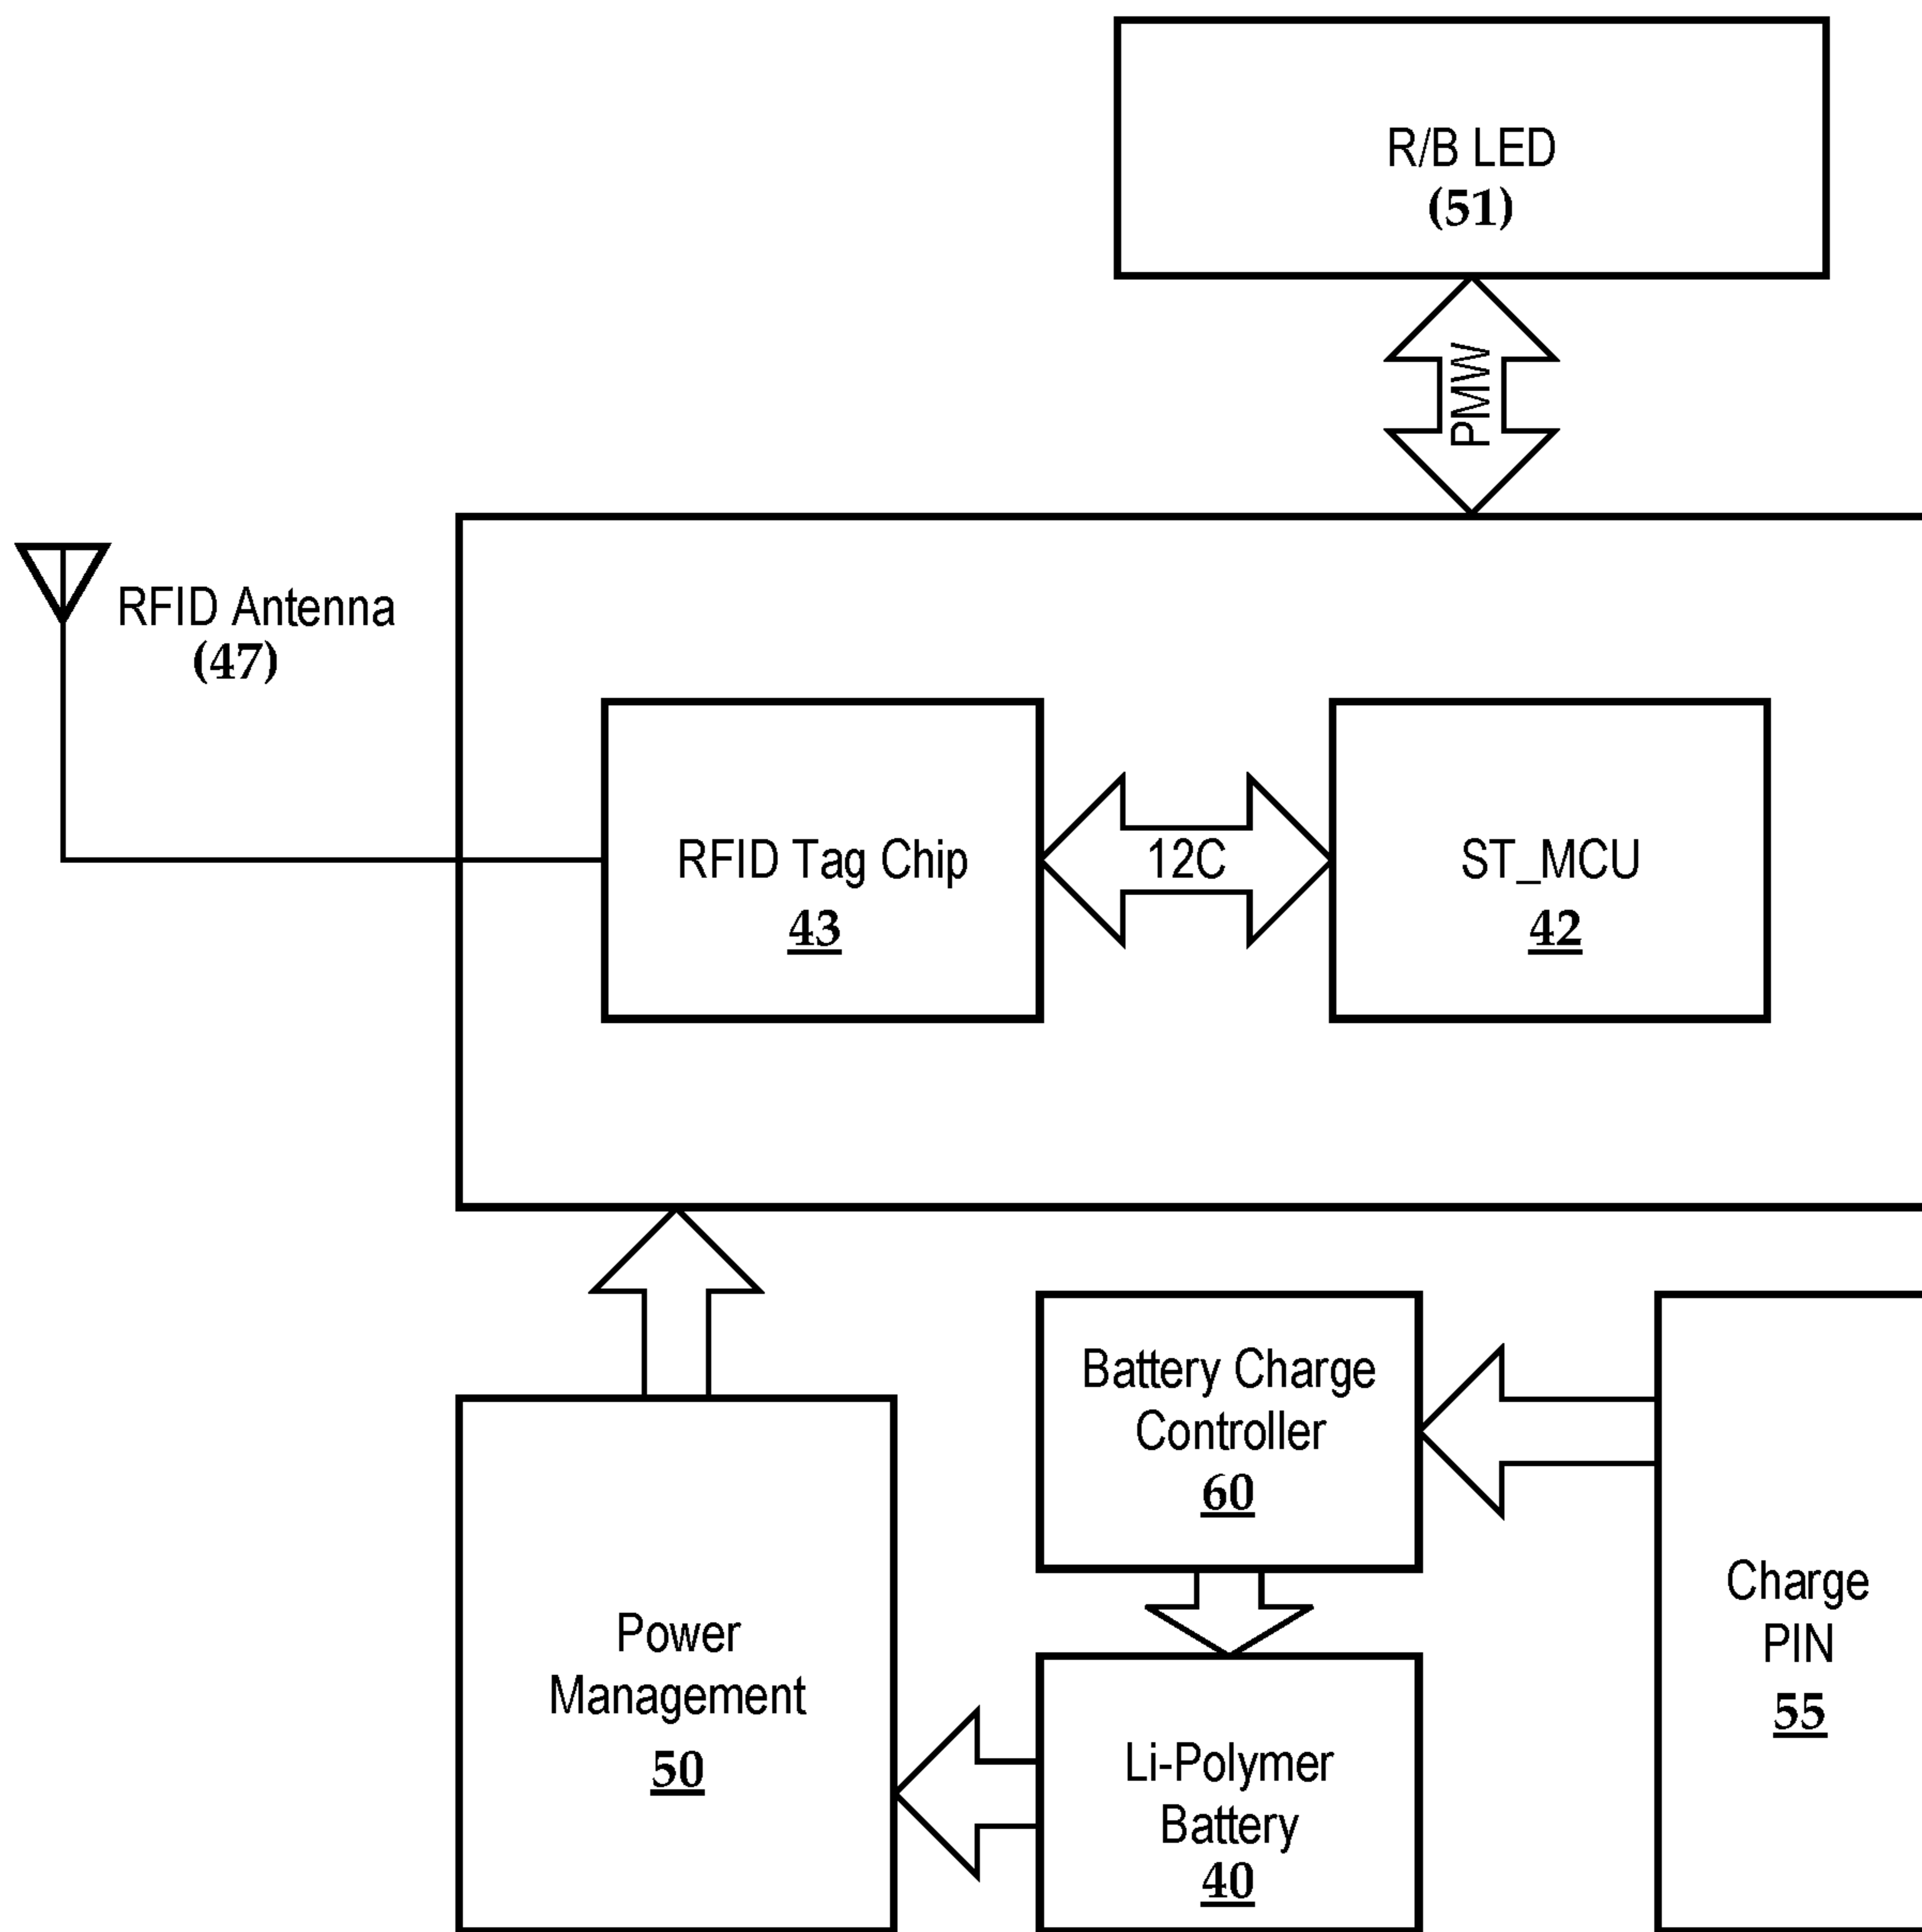 R/B LED
(51)
PMW
RFID Antenna
(47)
RFID Tag Chip
43
12C
ST_MCU
42
Battery Charge
Controller
60
Charge
PIN
55
Power
Management
50
Li-Polymer
Battery
40